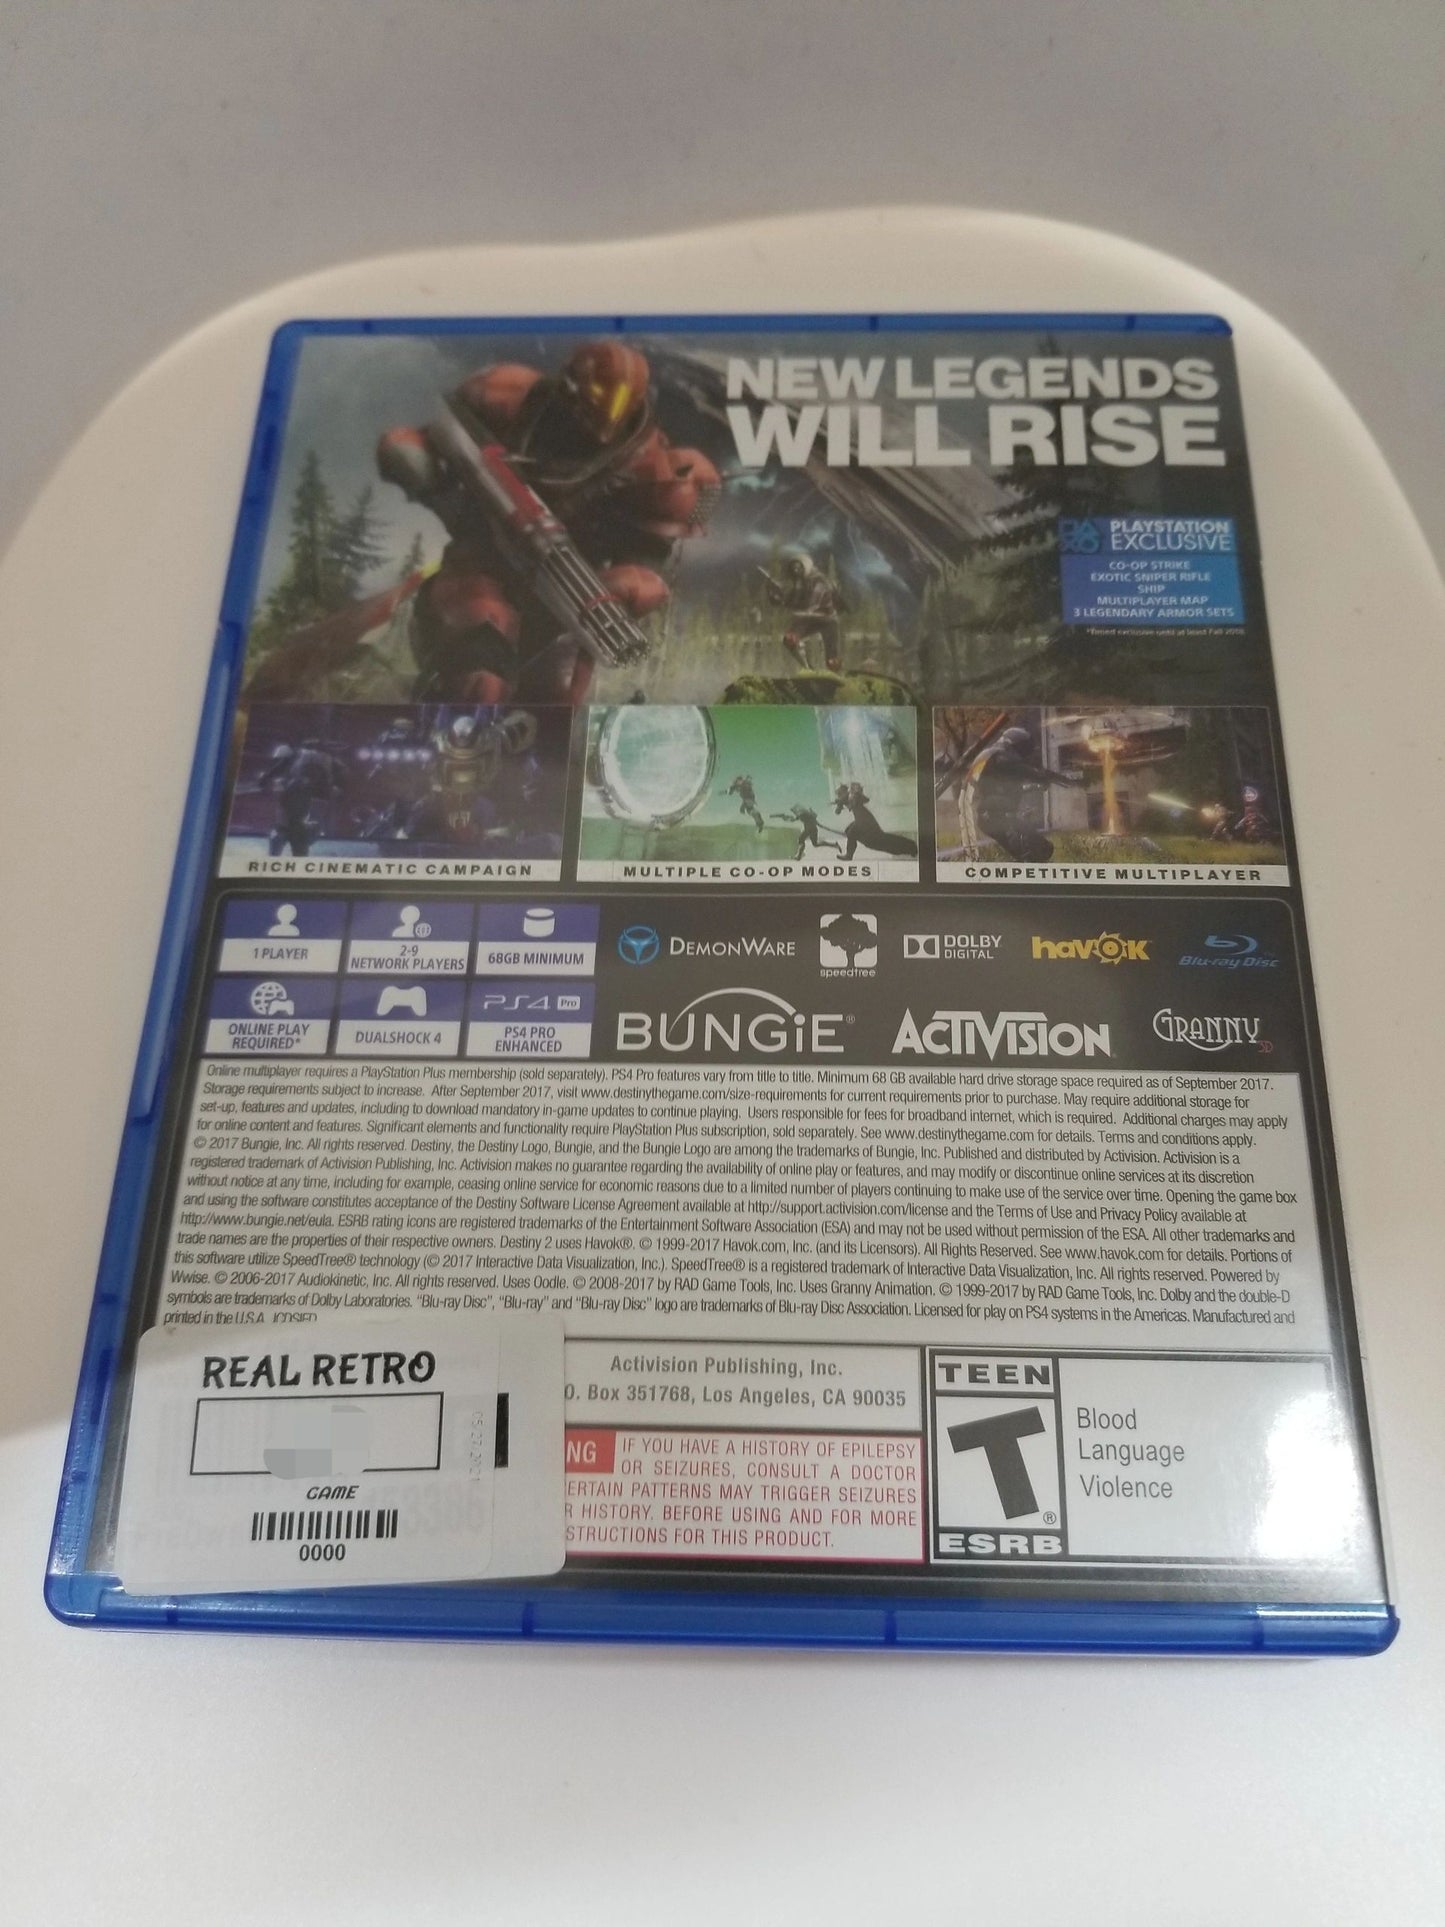 NEW LEGENDS
WILL RISE
PLAYSTATION
EXCLUSIVE
CO-OP STRIKE
EXOTIC SNIPER RIFLE
SHIP
MULTIPLAYER MAP
3 LEGENDARY ARMOR SETS
*Timed exclusive until at least Fall 2018
RICH CINEMATIC CAMPAIGN
MULTIPLE CO-OP MODES
COMPETITIVE MULTIPLAYER
1 PLAYER
2-9
NETWORK PLAYERS
68GB MINIMUM
DEMONWARE
speedtree
DOLBY
DIGITAL
havok
Blu-ray Disc
ONLINE PLAY
REQUIRED*
DUALSHOCK 4
PS4 Pro
PS4 PRO
ENHANCED
BUNGiE®
ACTIVISION
GRANNY
3D
Online multiplayer requires a PlayStation Plus membership (sold separately). PS4 Pro features vary from title to title. Minimum 68 GB available hard drive storage space required as of September 2017.
Storage requirements subject to increase. After September 2017, visit www.destinythegame.com/size-requirements for current requirements prior to purchase. May require additional storage for
set-up, features and updates, including to download mandatory in-game updates to continue playing. Users responsible for fees for broadband internet, which is required. Additional charges may apply
for online content and features. Significant elements and functionality require PlayStation Plus subscription, sold separately. See www.destinythegame.com for details. Terms and conditions apply.
© 2017 Bungie, Inc. All rights reserved. Destiny, the Destiny Logo, Bungie, and the Bungie Logo are among the trademarks of Bungie, Inc. Published and distributed by Activision. Activision is a
registered trademark of Activision Publishing, Inc. Activision makes no guarantee regarding the availability of online play or features, and may modify or discontinue online services at its discretion
without notice at any time, including for example, ceasing online service for economic reasons due to a limited number of players continuing to make use of the service over time. Opening the game box
and using the software constitutes acceptance of the Destiny Software License Agreement available at http://support.activision.com/license and the Terms of Use and Privacy Policy available at
http://www.bungie.net/eula. ESRB rating icons are registered trademarks of the Entertainment Software Association (ESA) and may not be used without permission of the ESA. All other trademarks and
trade names are the properties of their respective owners. Destiny 2 uses Havok®. © 1999-2017 Havok.com, Inc. (and its Licensors). All Rights Reserved. See www.havok.com for details. Portions of
this software utilize SpeedTree® technology (© 2017 Interactive Data Visualization, Inc.). SpeedTree® is a registered trademark of Interactive Data Visualization, Inc. All rights reserved. Powered by
Wwise. © 2006-2017 Audiokinetic, Inc. All rights reserved. Uses Oodle. © 2008-2017 by RAD Game Tools, Inc. Uses Granny Animation. © 1999-2017 by RAD Game Tools, Inc. Dolby and the double-D
symbols are trademarks of Dolby Laboratories. "Blu-ray Disc", "Blu-ray" and "Blu-ray Disc" logo are trademarks of Blu-ray Disc Association. Licensed for play on PS4 systems in the Americas. Manufactured and
printed in the U.S.A.
REAL RETRO
05.27.2021
GAME
0000
Activision Publishing, Inc.
O. Box 351768, Los Angeles, CA 90035
NG IF YOU HAVE A HISTORY OF EPILEPSY
OR SEIZURES, CONSULT A DOCTOR
ERTAIN PATTERNS MAY TRIGGER SEIZURES
R HISTORY. BEFORE USING AND FOR MORE
STRUCTIONS FOR THIS PRODUCT.
TEEN
T®
ESRB
Blood
Language
Violence